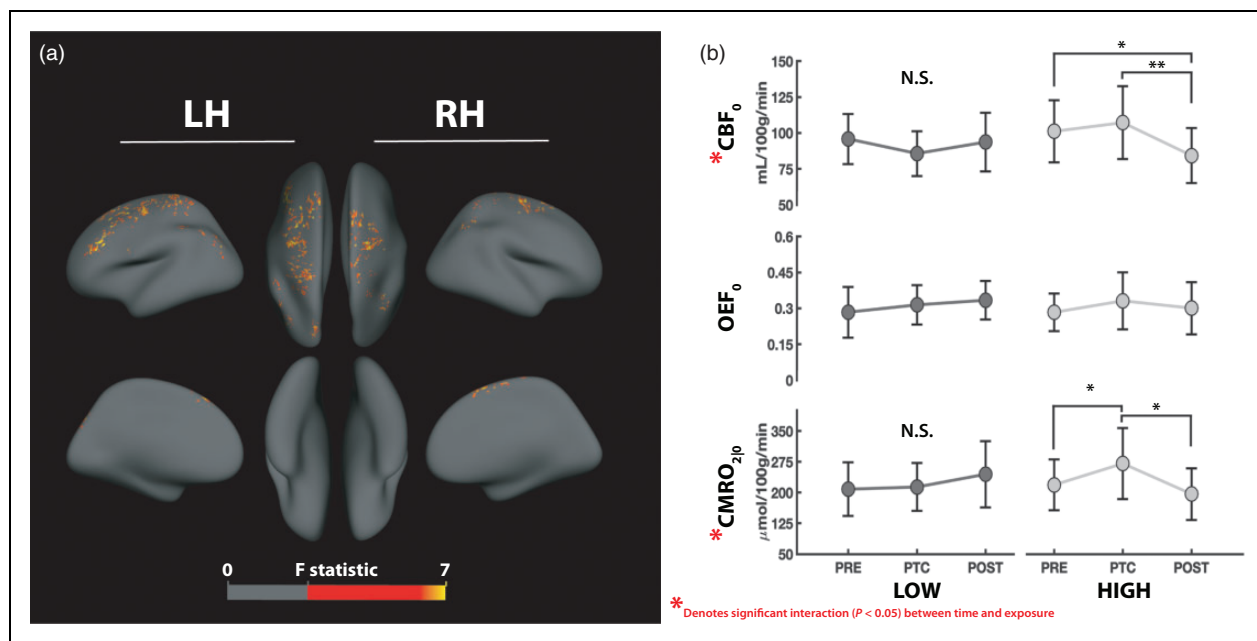 (a)
LH RH
0 F statistic 7
(b)
*CBF0
mL/100g/min
150
125
100
75
50
N.S.
*
**
OEF0
0.6
0.45
0.3
0.15
0
*CMRO2|0
μmol/100g/min
350
275
200
125
50
N.S.
* *
PRE PTC POST PRE PTC POST
LOW HIGH
*Denotes significant interaction (P < 0.05) between time and exposure